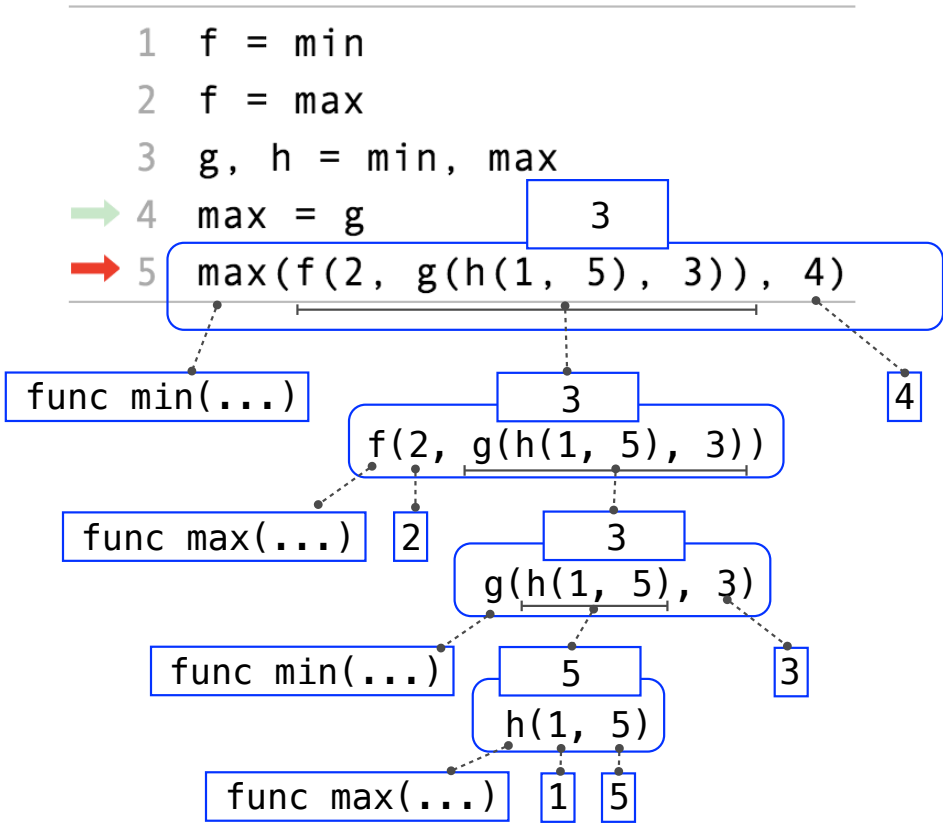 1 f = min
2 f = max
3 g, h = min, max
4 max = g
3
5 max(f(2, g(h(1, 5), 3)), 4)
func min(...)
3
4
f(2, g(h(1, 5), 3))
func max(...)
2
3
g(h(1, 5), 3)
func min(...)
5
3
h(1, 5)
func max(...)
1
5